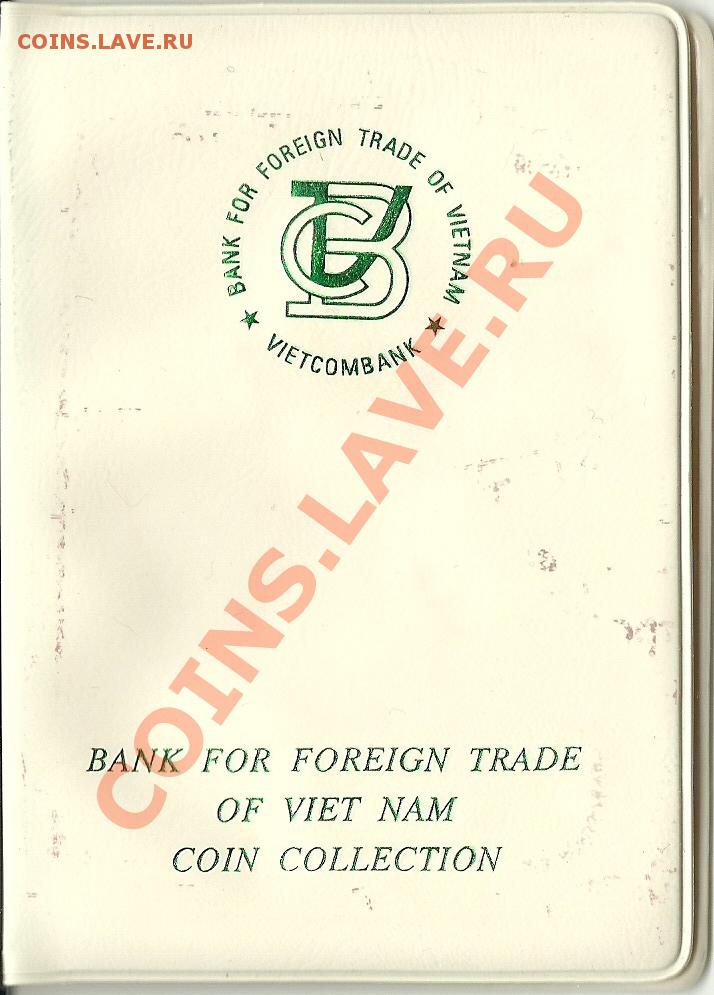 COINS.LAVE.RU
★ BANK FOR FOREIGN TRADE OF VIETNAM ★
VIETCOMBANK
VCB
COINS.LAVE.RU
BANK FOR FOREIGN TRADE
OF VIET NAM
COIN COLLECTION